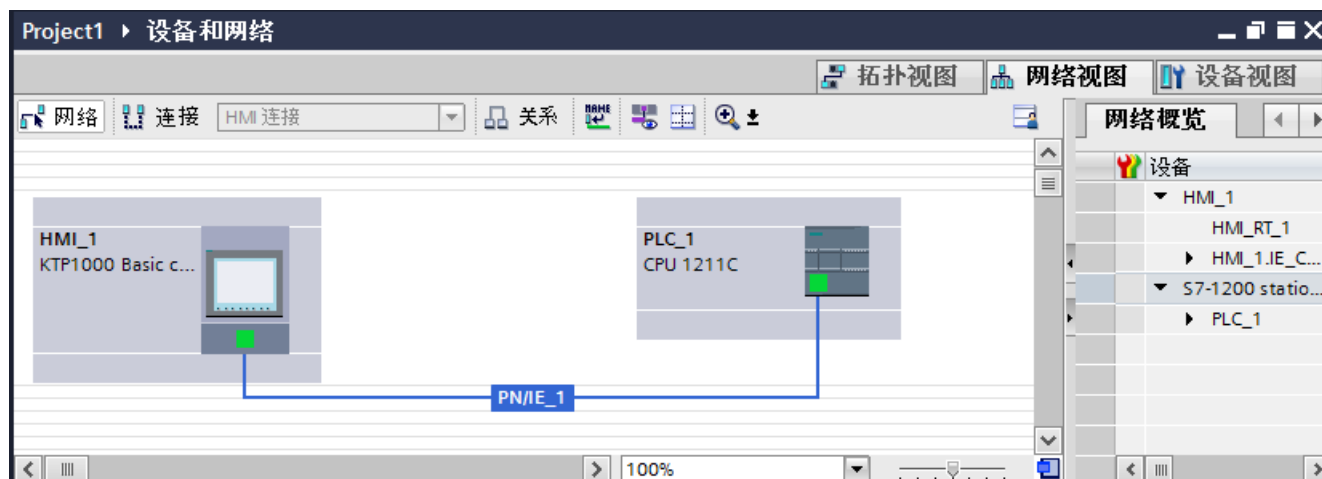 Project1 ▸ 设备和网络
拓扑视图 网络视图 设备视图
网络 连接 HMI 连接 关系
网络概览
设备
HMI_1
HMI_RT_1
HMI_1.IE_C...
S7-1200 statio...
PLC_1
HMI_1
KTP1000 Basic c...
PLC_1
CPU 1211C
PN/IE_1
100%